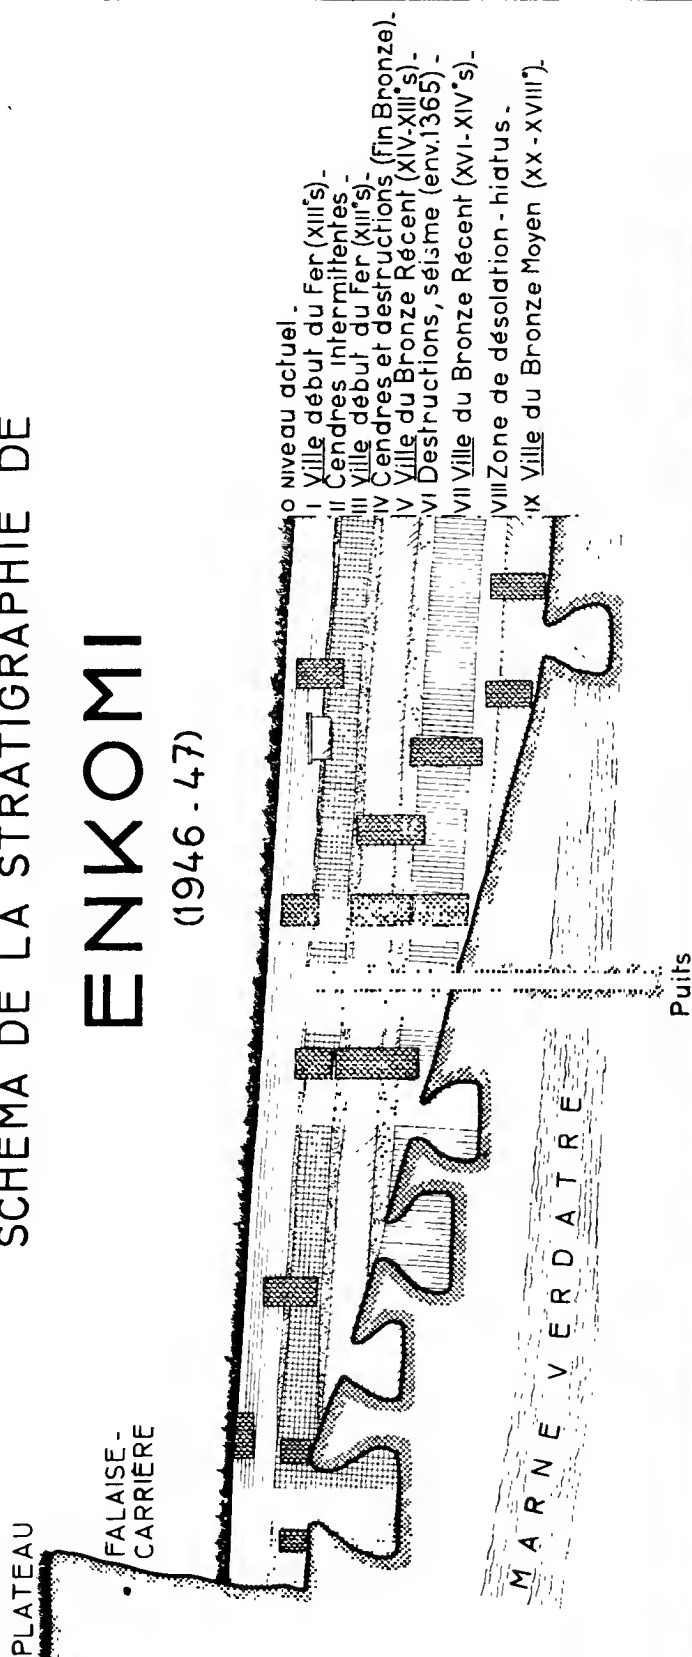 SCHEMA DE LA STRATIGRAPHIE DE
ENKOMI
(1946-47)
PLATEAU
FALAISE-
CARRIÈRE
O Niveau actuel.-
I Ville début du Fer (XIII°s)-
II Cendres intermittentes-
III Ville début du Fer (XIII°s)-
IV Cendres et destructions (Fin Bronze).-
V Ville du Bronze Récent (XIV-XIII°s)-
VI Destructions, séisme (env.1365)-
VII Ville du Bronze Récent (XVI-XIV°s)-
VIII Zone de désolation-hiatus.-
IX Ville du Bronze Moyen (XX-XVIII°)-
MARNE VERDATRE
Puits